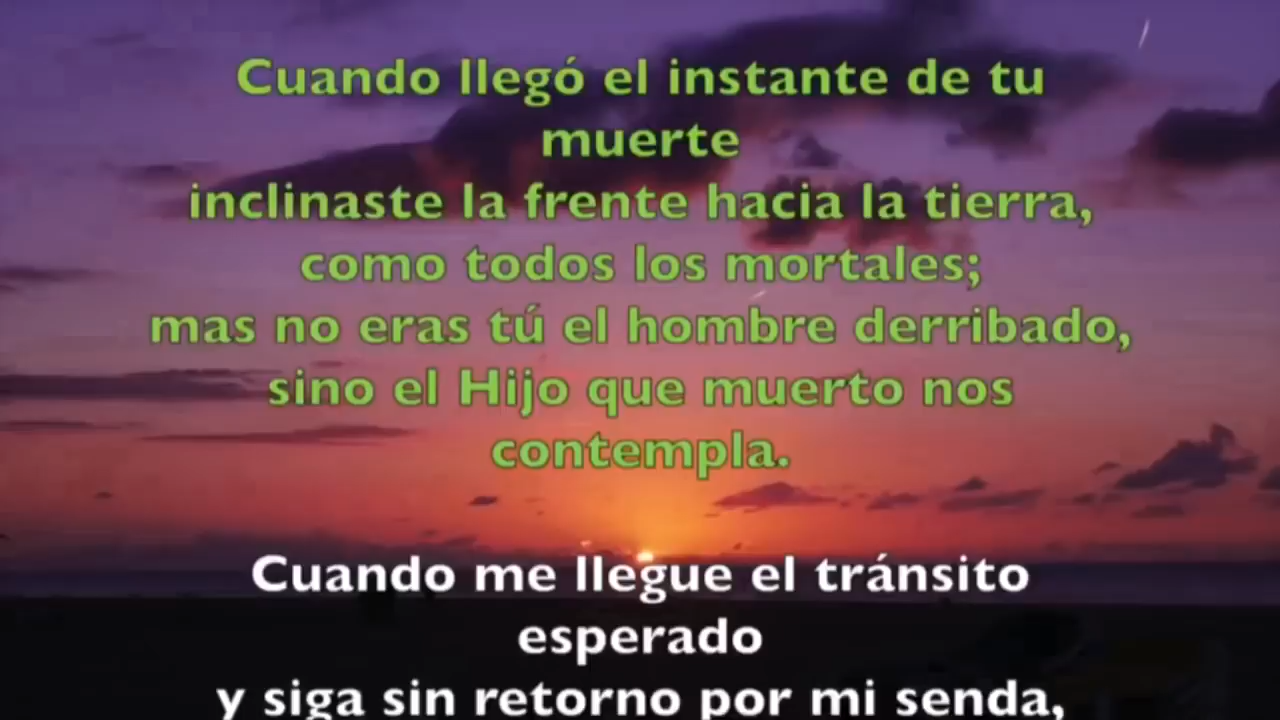 Cuando llegó el instante de tu
muerte
inclinaste la frente hacia la tierra,
como todos los mortales;
mas no eras tú el hombre derribado,
sino el Hijo que muerto nos
contempla.
Cuando me llegue el tránsito
esperado
y siga sin retorno por mi senda,